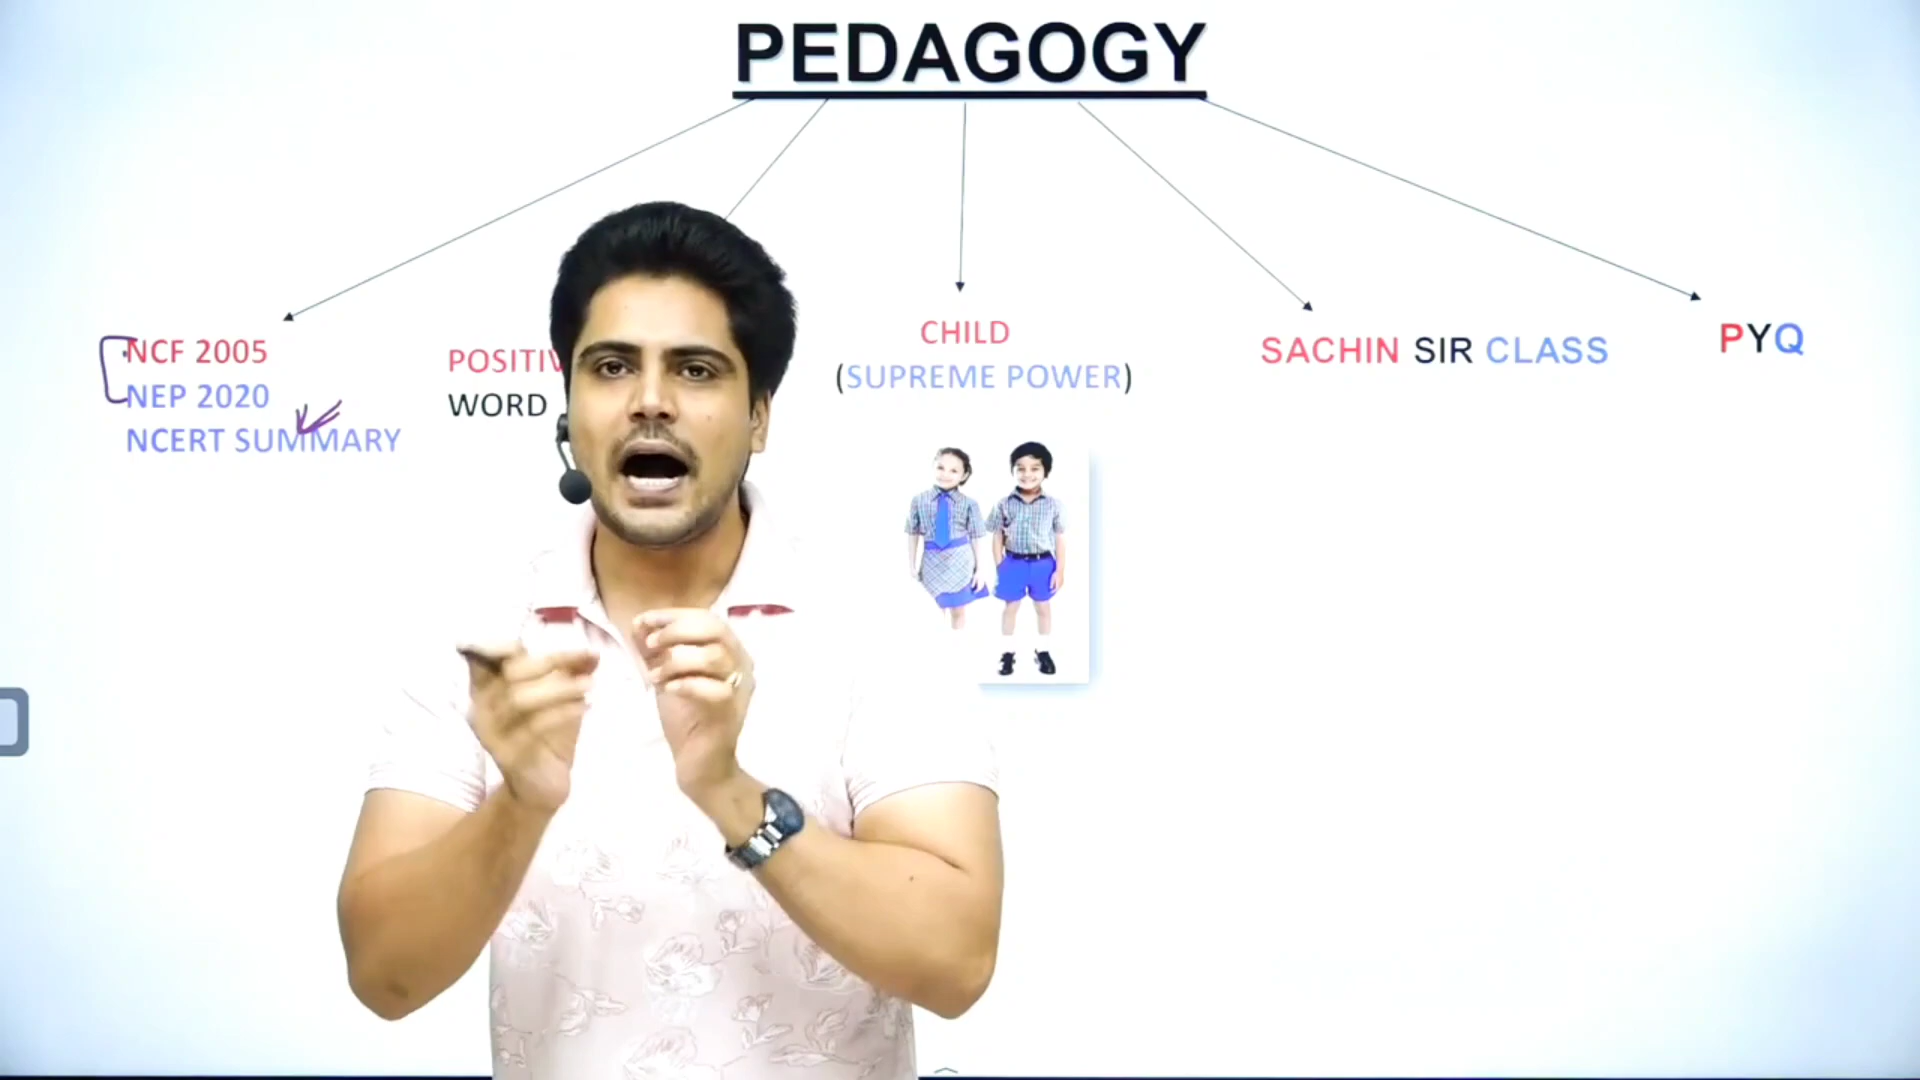 PEDAGOGY
NCF 2005
NEP 2020
NCERT SUMMARY
WORD
CHILD
(SUPREME POWER)
SACHIN SIR CLASS
PYQ